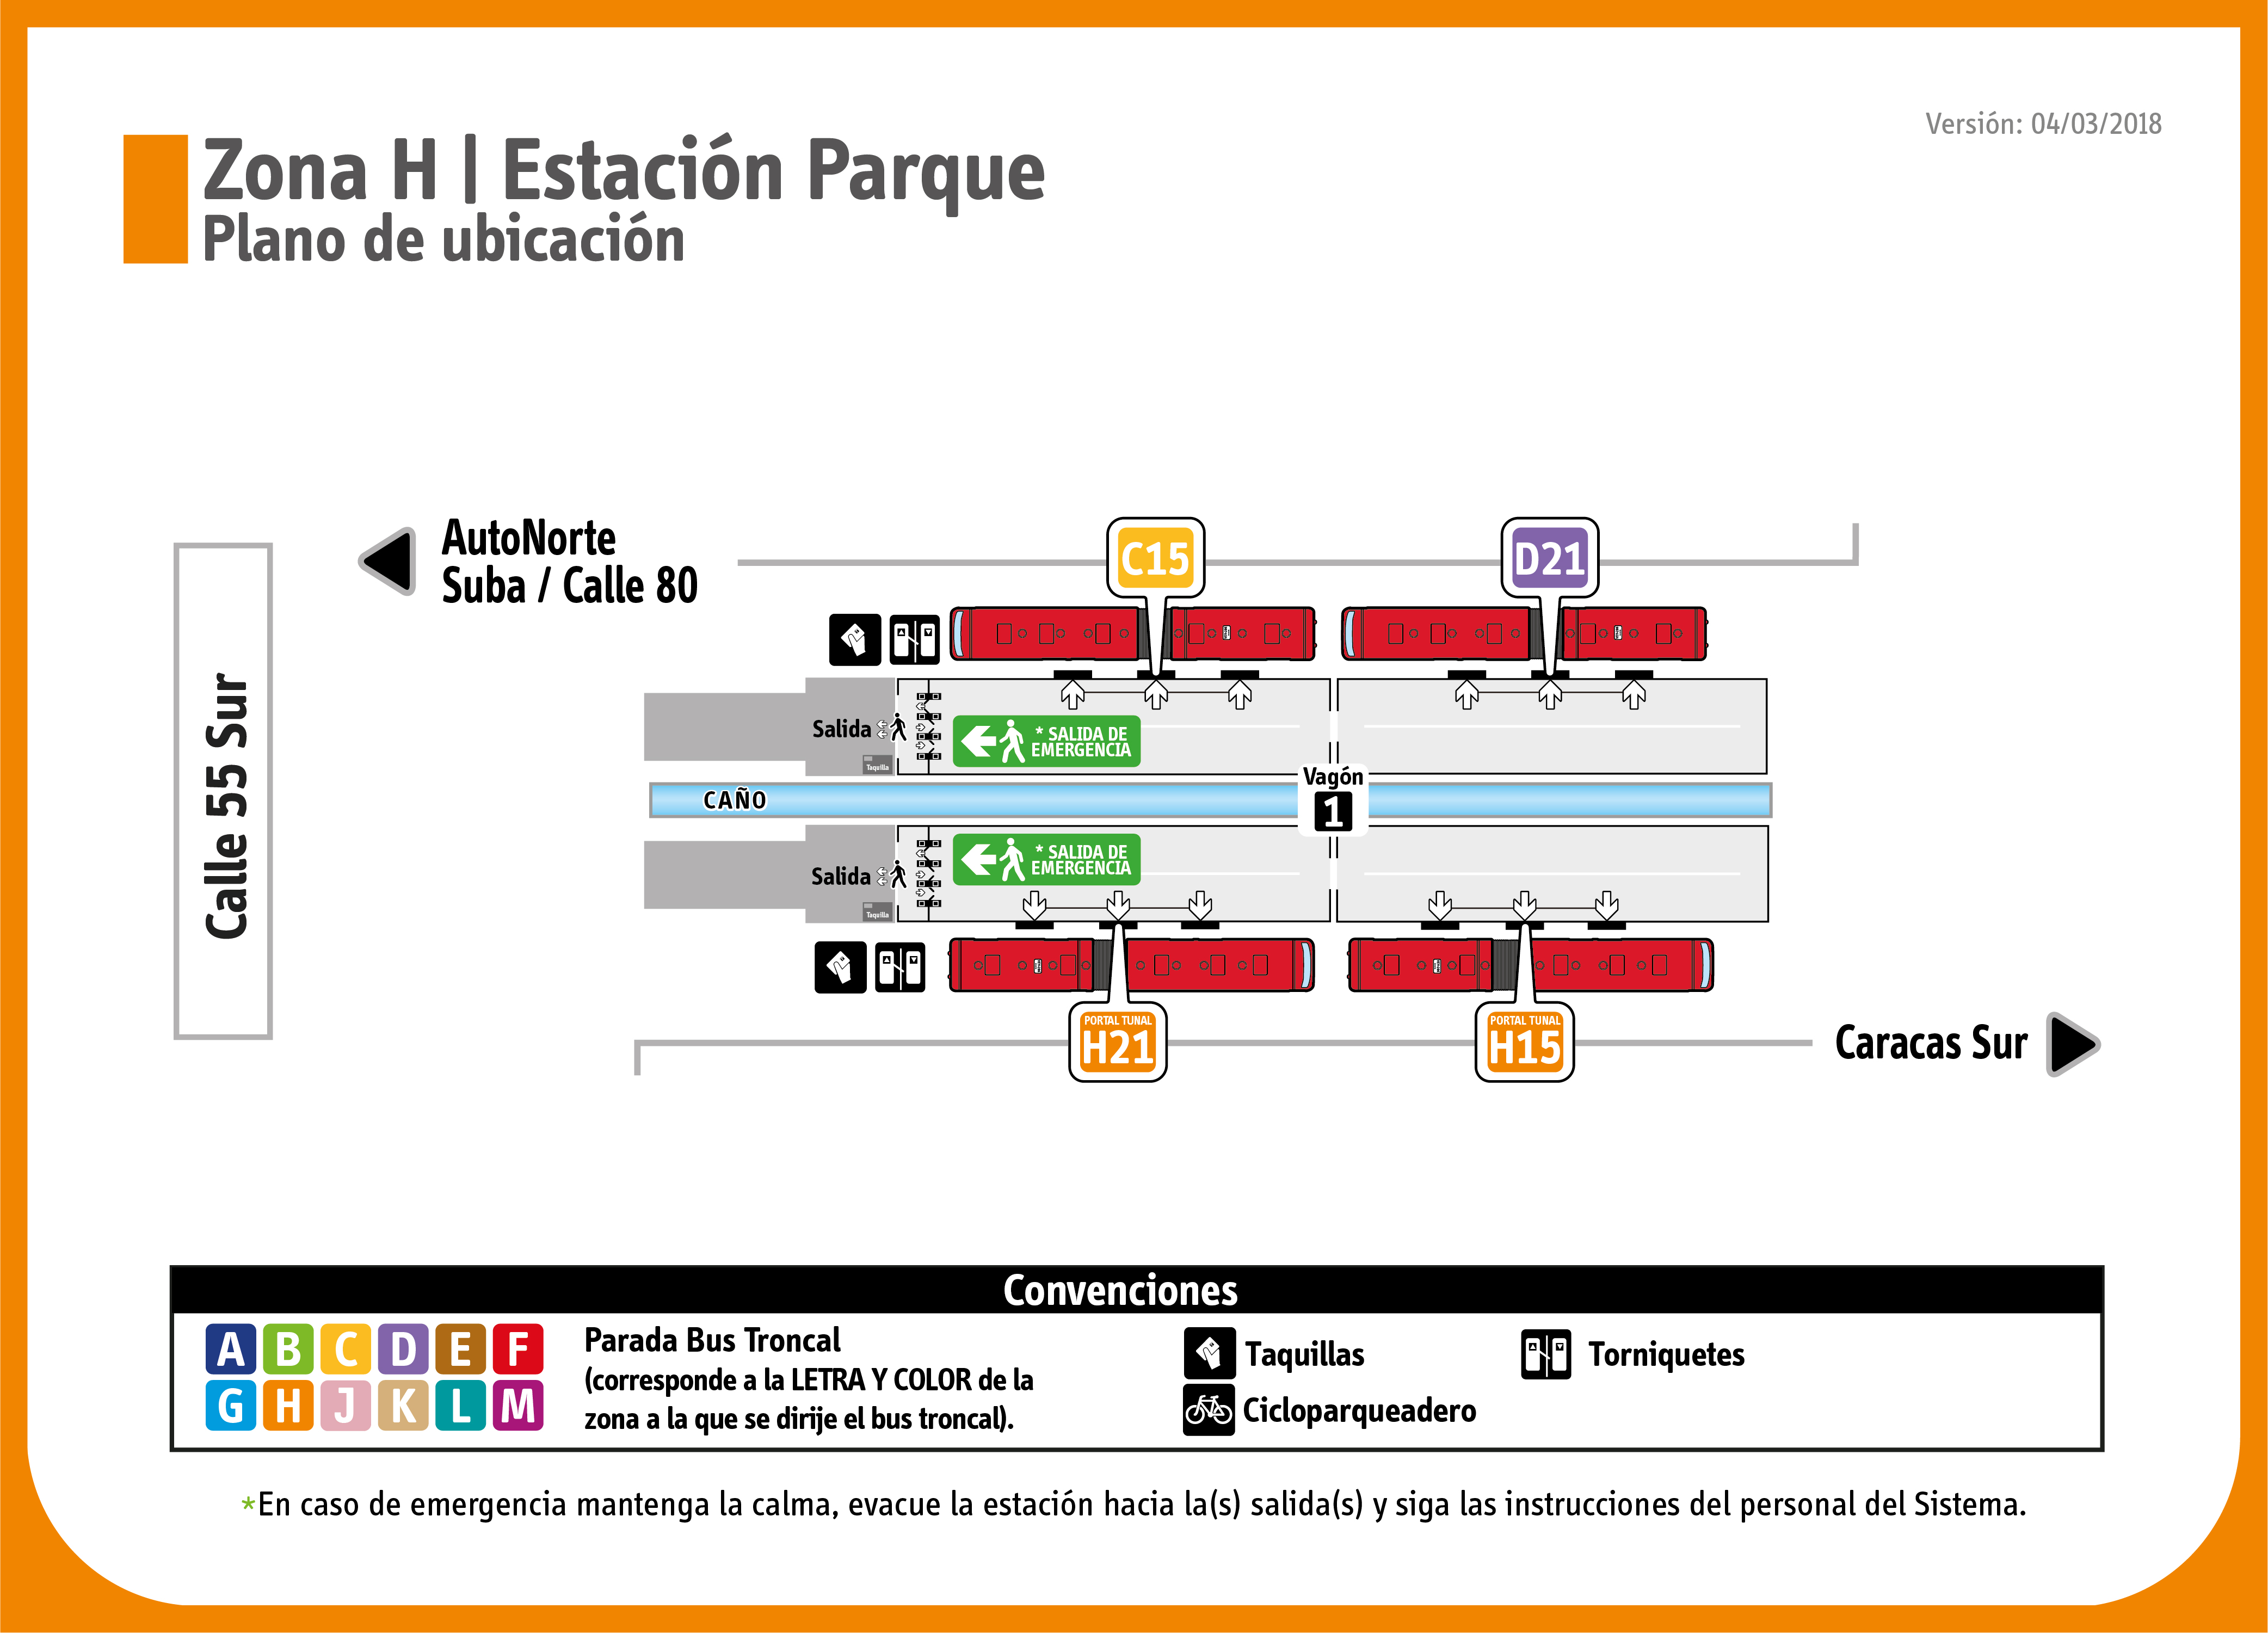 Versión: 04/03/2018
Zona H | Estación Parque
Plano de ubicación
AutoNorte
Suba / Calle 80
C15
D21
Calle 55 Sur
Salida
* SALIDA DE
EMERGENCIA
Taquilla
Vagón
1
CAÑO
Salida
* SALIDA DE
EMERGENCIA
Taquilla
PORTAL TUNAL
H21
PORTAL TUNAL
H15
Caracas Sur
Convenciones
A B C D E F
G H J K L M
Parada Bus Troncal
(corresponde a la LETRA Y COLOR de la
zona a la que se dirije el bus troncal).
Taquillas
Torniquetes
Cicloparqueadero
*En caso de emergencia mantenga la calma, evacue la estación hacia la(s) salida(s) y siga las instrucciones del personal del Sistema.